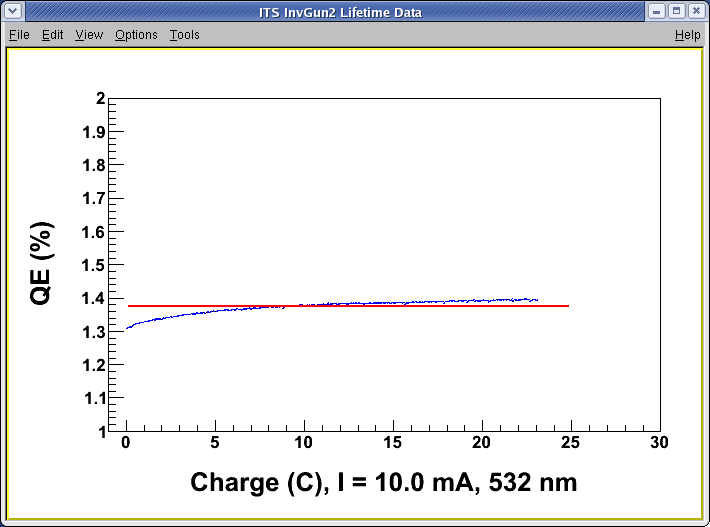 ITS InvGun2 Lifetime Data
File Edit View Options Tools Help
QE (%)
2
1.9
1.8
1.7
1.6
1.5
1.4
1.3
1.2
1.1
1
0 5 10 15 20 25 30
Charge (C), I = 10.0 mA, 532 nm